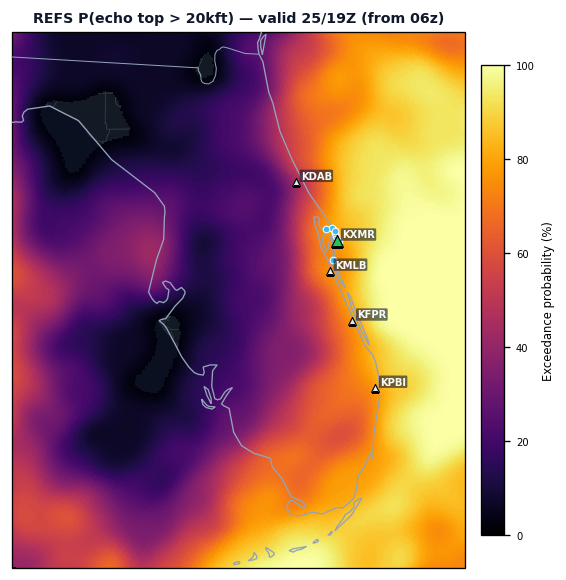 REFS P(echo top > 20kft) — valid 25/19Z (from 06z)
KDAB
KXMR
KMLB
KFPR
KPBI
100
80
60
40
20
0
Exceedance probability (%)